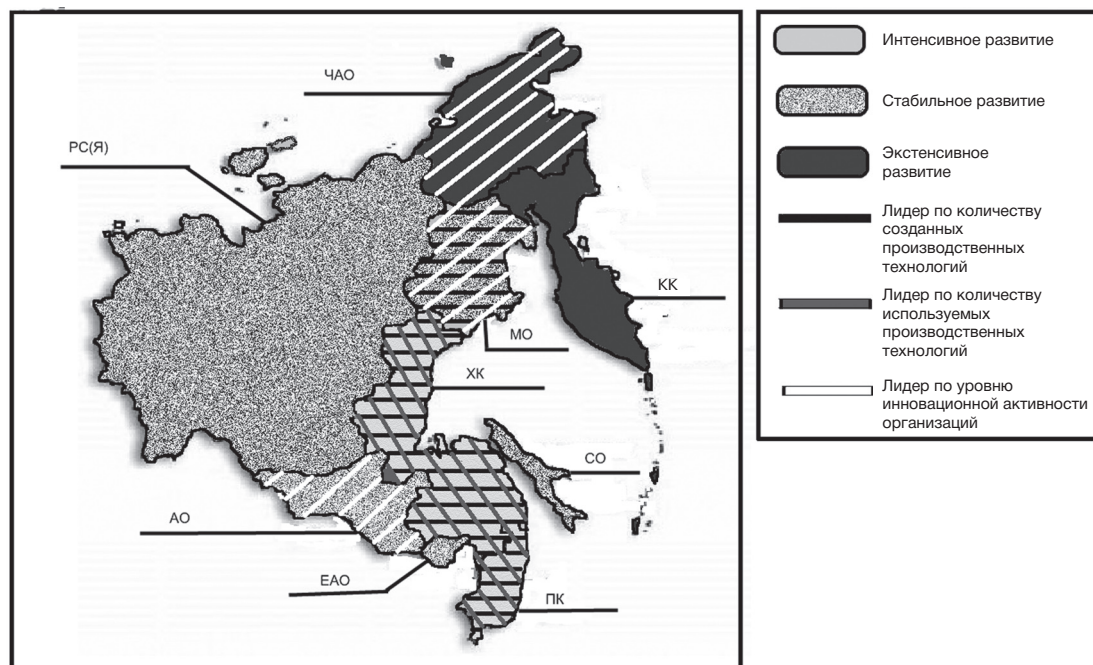 ЧАО
РС(Я)
КК
МО
ХК
СО
АО
ЕАО
ПК
Интенсивное развитие
Стабильное развитие
Экстенсивное
развитие
Лидер по количеству
созданных
производственных
технологий
Лидер по количеству
используемых
производственных
технологий
Лидер по уровню
инновационной активности
организаций